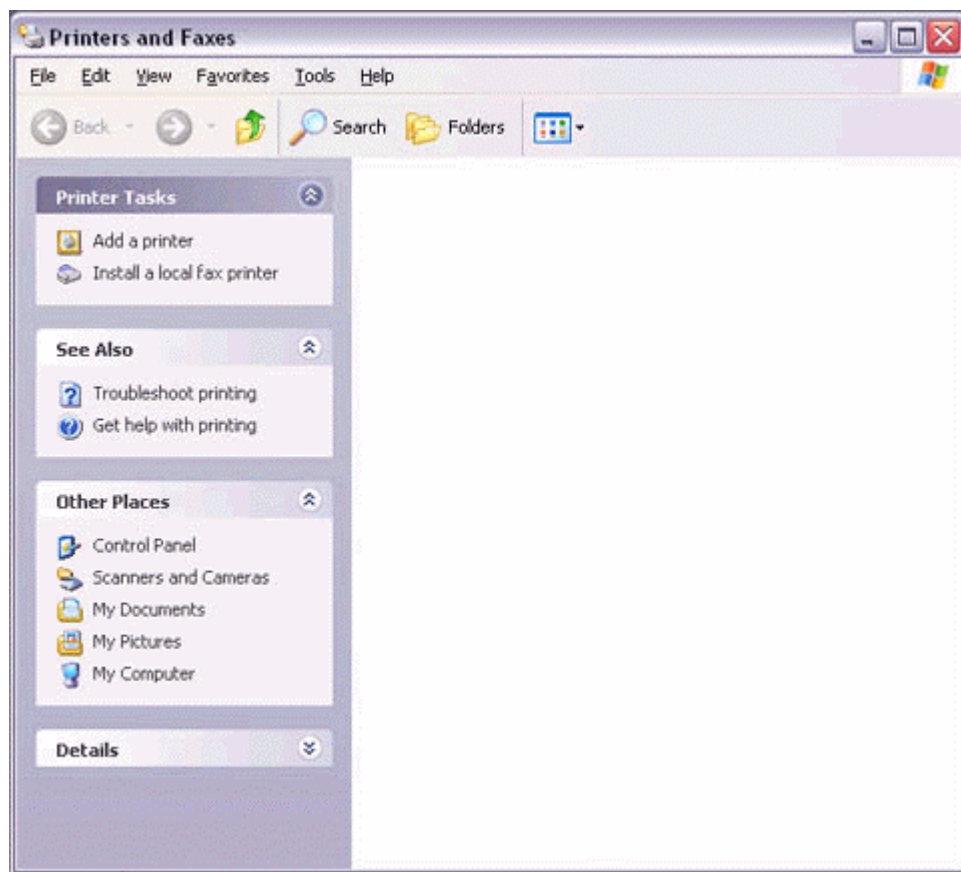 Printers and Faxes
File Edit View Favorites Tools Help
Back Search Folders
Printer Tasks
Add a printer
Install a local fax printer
See Also
Troubleshoot printing
Get help with printing
Other Places
Control Panel
Scanners and Cameras
My Documents
My Pictures
My Computer
Details